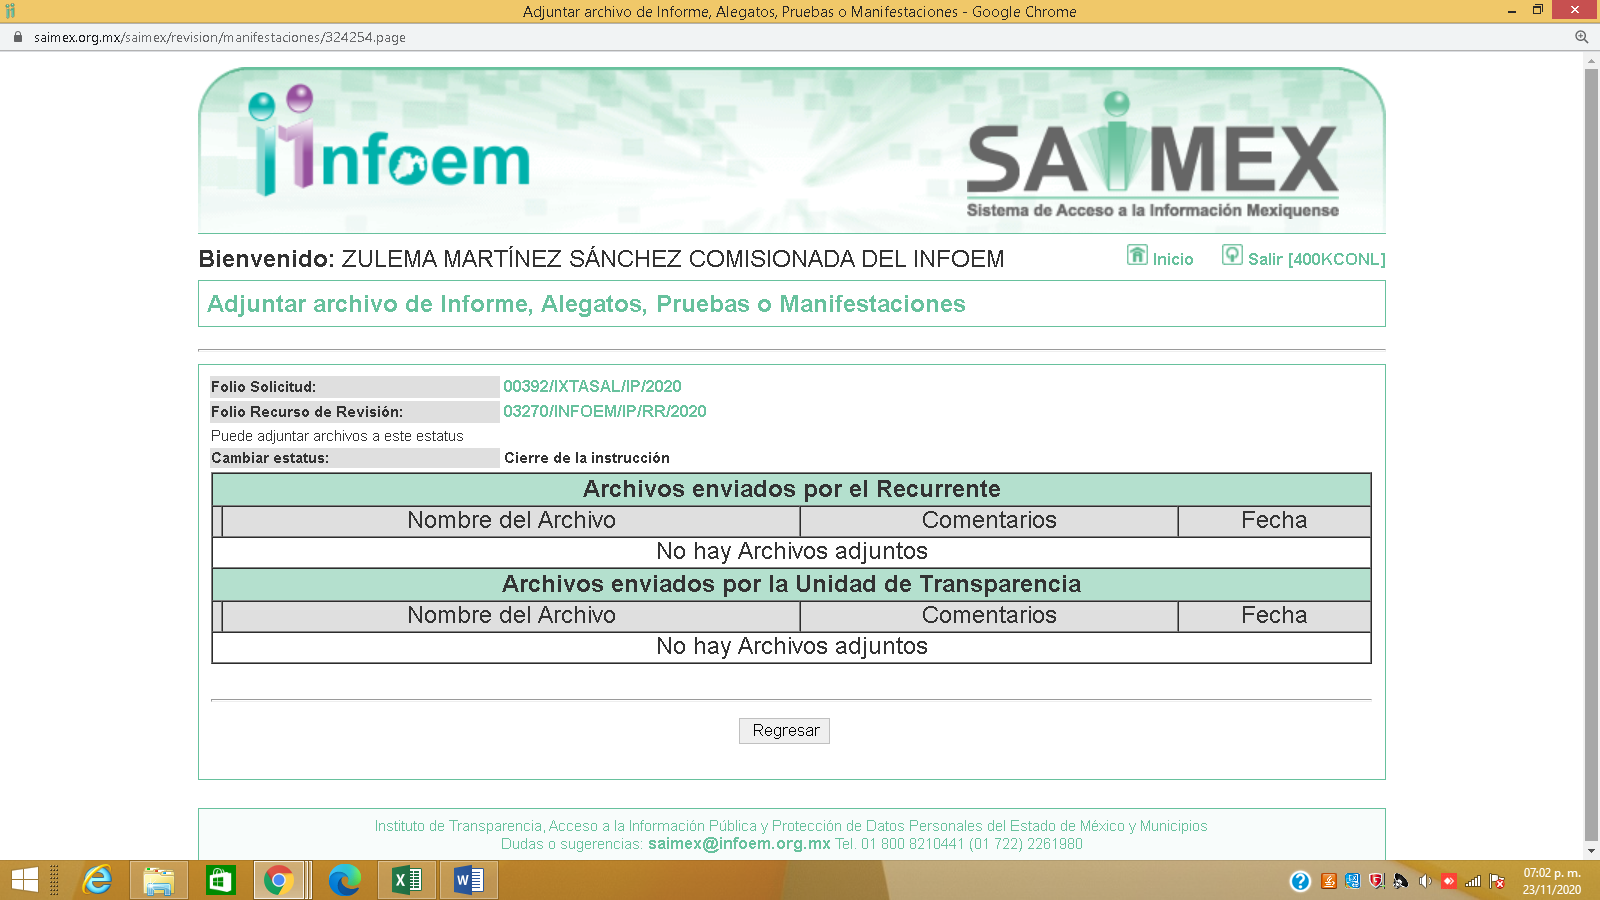 Adjuntar archivo de Informe, Alegatos, Pruebas o Manifestaciones - Google Chrome
saimex.org.mx/saimex/revision/manifestaciones/324254.page
infoem
SAIMEX
Sistema de Acceso a la Información Mexiquense
Bienvenido: ZULEMA MARTÍNEZ SÁNCHEZ COMISIONADA DEL INFOEM
Inicio
Salir [400KCONL]
Adjuntar archivo de Informe, Alegatos, Pruebas o Manifestaciones
Folio Solicitud: 00392/IXTASAL/IP/2020
Folio Recurso de Revisión: 03270/INFOEM/IP/RR/2020
Puede adjuntar archivos a este estatus
Cambiar estatus: Cierre de la instrucción
Archivos enviados por el Recurrente
Nombre del Archivo Comentarios Fecha
No hay Archivos adjuntos
Archivos enviados por la Unidad de Transparencia
Nombre del Archivo Comentarios Fecha
No hay Archivos adjuntos
Regresar
Instituto de Transparencia, Acceso a la Información Pública y Protección de Datos Personales del Estado de México y Municipios
Dudas o sugerencias: saimex@infoem.org.mx Tel. 01 800 8210441 (01 722) 2261980
07:02 p. m.
23/11/2020